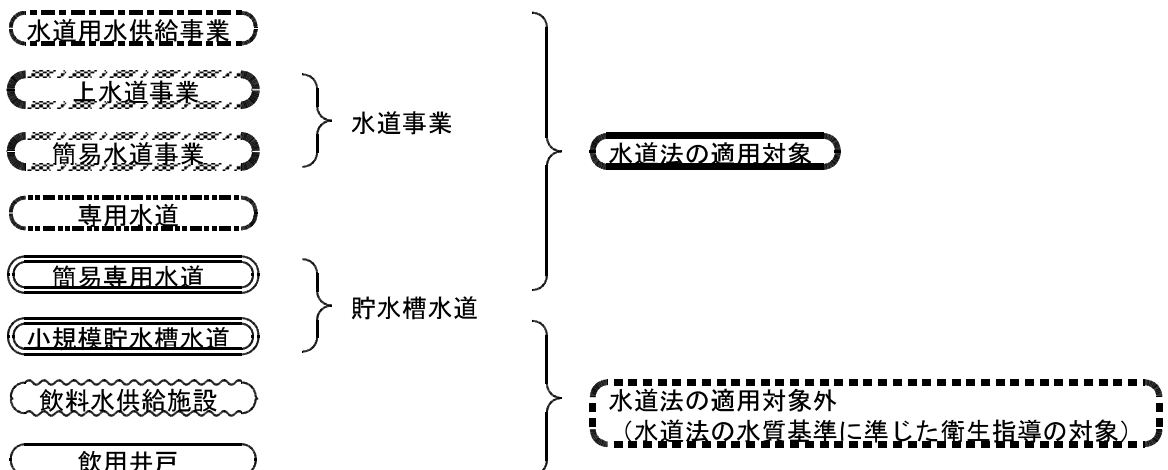 水道用水供給事業
上水道事業
簡易水道事業
水道事業
専用水道
簡易専用水道
小規模貯水槽水道
貯水槽水道
飲料水供給施設
飲用井戸
水道法の適用対象
水道法の適用対象外
（水道法の水質基準に準じた衛生指導の対象）